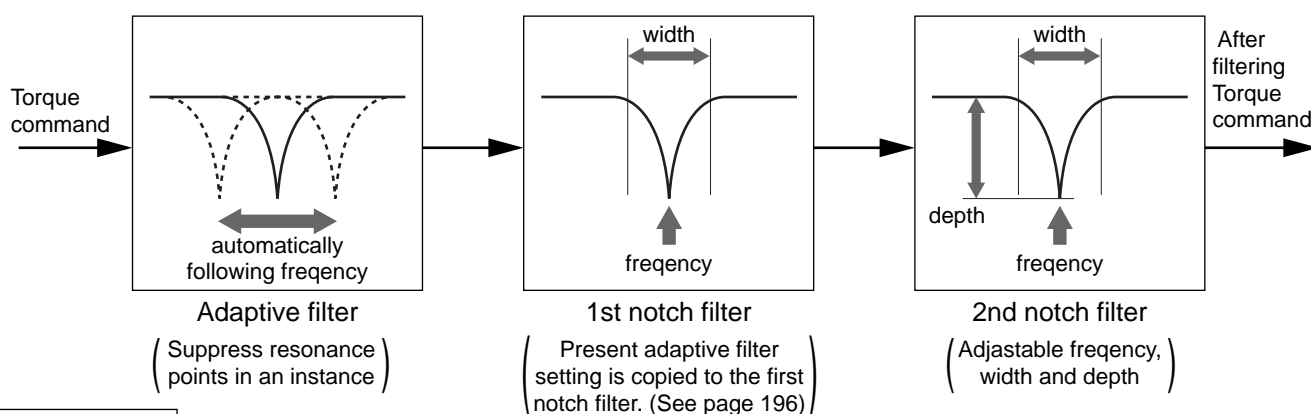 Torque
command
automatically
following freqency
Adaptive filter
(Suppress resonance
points in an instance)
width
freqency
1st notch filter
(Present adaptive filter
setting is copied to the first
notch filter. (See page 196))
width
depth
freqency
2nd notch filter
(Adjastable freqency,
width and depth)
After
filtering
Torque
command